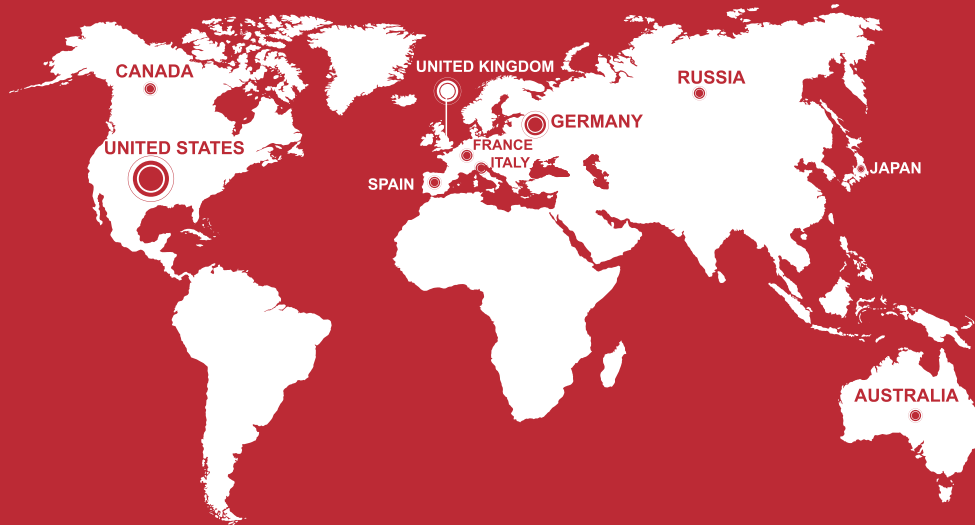 UNITED KINGDOM
CANADA
RUSSIA
GERMANY
UNITED STATES
FRANCE
ITALY
JAPAN
SPAIN
AUSTRALIA